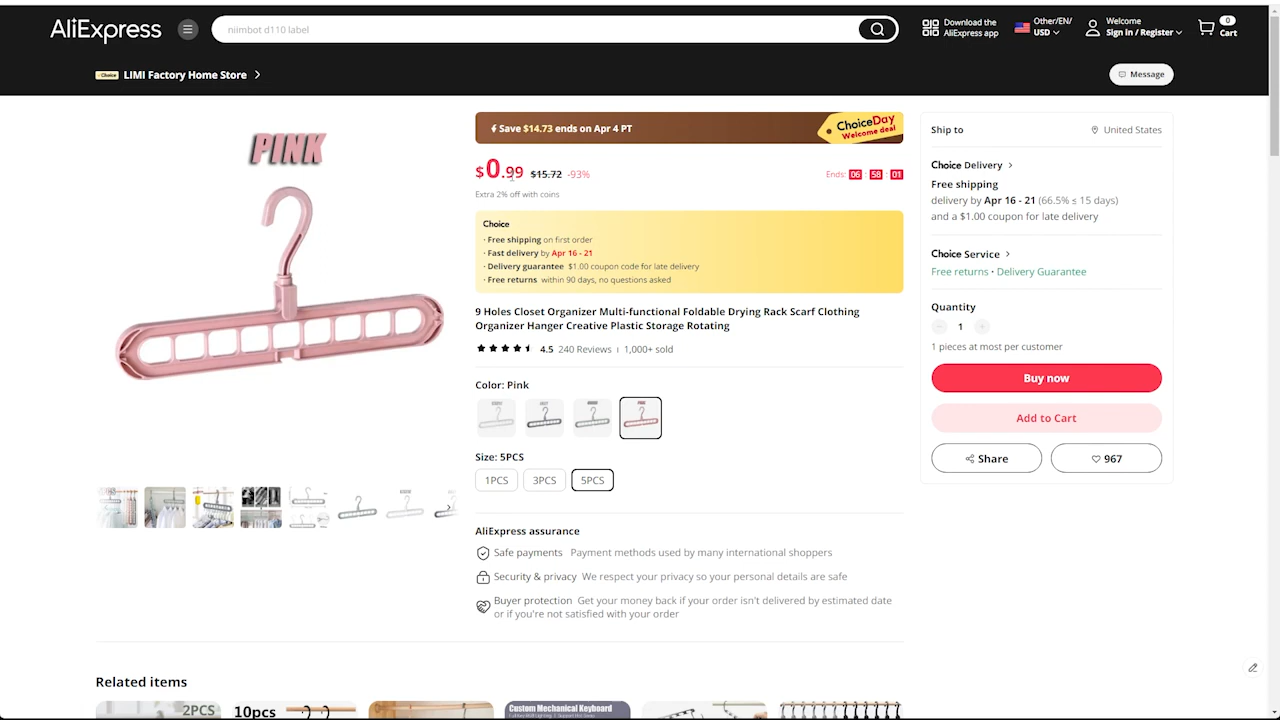 AliExpress
niimbot d110 label
Download the
AliExpress app
Other/EN/
USD
Welcome
Sign in / Register
0
Cart
Choice LIMI Factory Home Store
Message
PINK
Save $14.73 ends on Apr 4 PT
ChoiceDay
Welcome deal
$0.99 $15.72 -93%
Ends: 06 : 58 : 01
Extra 2% off with coins
Choice
· Free shipping on first order
· Fast delivery by Apr 16 - 21
· Delivery guarantee $1.00 coupon code for late delivery
· Free returns within 90 days, no questions asked
9 Holes Closet Organizer Multi-functional Foldable Drying Rack Scarf Clothing
Organizer Hanger Creative Plastic Storage Rotating
4.5 240 Reviews | 1,000+ sold
Color: Pink
PINK
Size: 5PCS
1PCS 3PCS 5PCS
AliExpress assurance
Safe payments Payment methods used by many international shoppers
Security & privacy We respect your privacy so your personal details are safe
Buyer protection Get your money back if your order isn't delivered by estimated date
or if you're not satisfied with your order
Ship to United States
Choice Delivery
Free shipping
delivery by Apr 16 - 21 (66.5% ≤ 15 days)
and a $1.00 coupon for late delivery
Choice Service
Free returns · Delivery Guarantee
Quantity
- 1 +
1 pieces at most per customer
Buy now
Add to Cart
Share
967
Related items
2PCS
10pcs
Custom Mechanical Keyboard